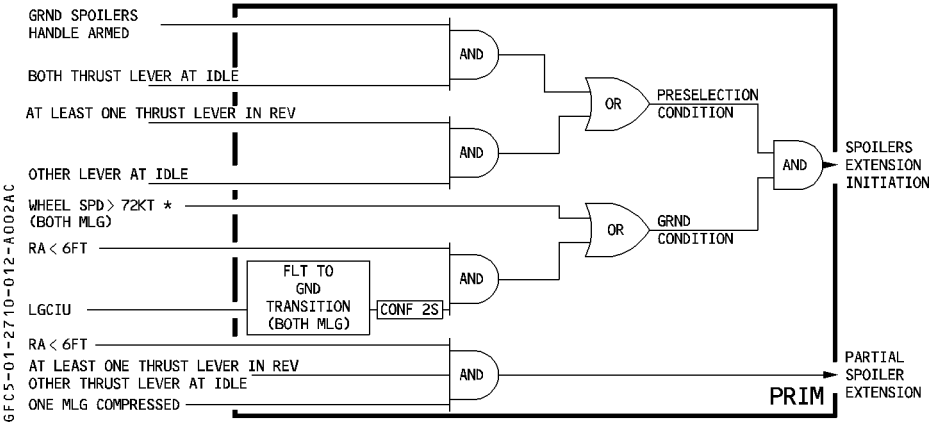 GRND SPOILERS
HANDLE ARMED
AND
BOTH THRUST LEVER AT IDLE
OR
PRESELECTION
CONDITION
AT LEAST ONE THRUST LEVER IN REV
AND
OTHER LEVER AT IDLE
AND
SPOILERS
EXTENSION
INITIATION
WHEEL SPD > 72KT *
(BOTH MLG)
OR
GRND
CONDITION
RA < 6FT
AND
FLT TO
GND
TRANSITION
(BOTH MLG)
LGCIU
CONF 2S
RA < 6FT
AT LEAST ONE THRUST LEVER IN REV
OTHER THRUST LEVER AT IDLE
AND
ONE MLG COMPRESSED
PARTIAL
SPOILER
EXTENSION
PRIM
GFC5-01-2710-012-A002AC